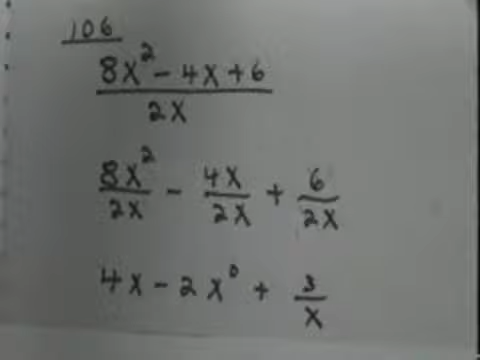 106
8x² - 4x + 6
2x
8x²/2x - 4x/2x + 6/2x
4x - 2x⁰ + 3/x